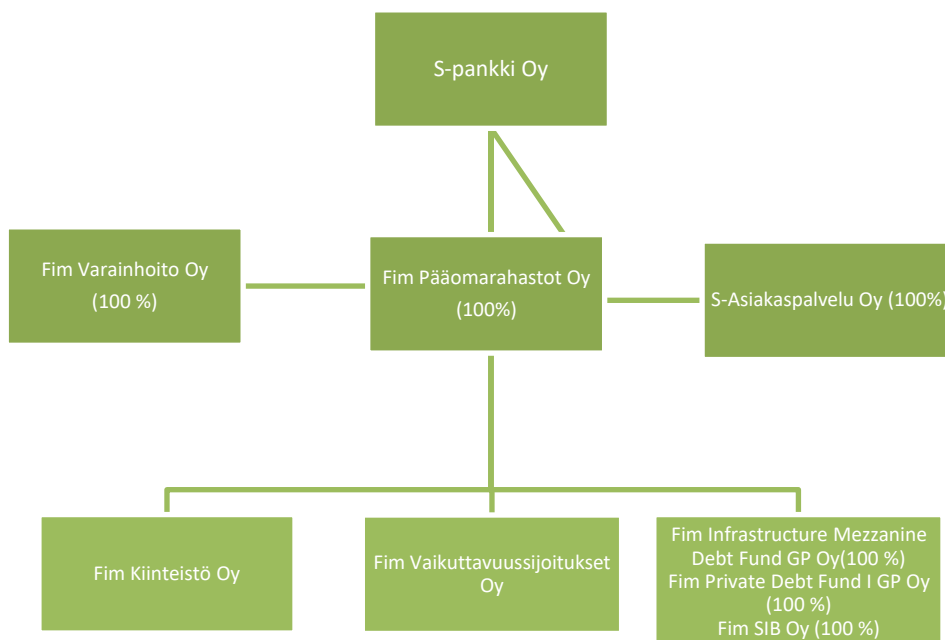 S-pankki Oy
Fim Varainhoito Oy
(100 %)
Fim Pääomarahastot Oy
(100%)
S-Asiakaspalvelu Oy (100%)
Fim Kiinteistö Oy
Fim Vaikuttavuussijoitukset
Oy
Fim Infrastructure Mezzanine
Debt Fund GP Oy(100 %)
Fim Private Debt Fund I GP Oy
(100 %)
Fim SIB Oy (100 %)